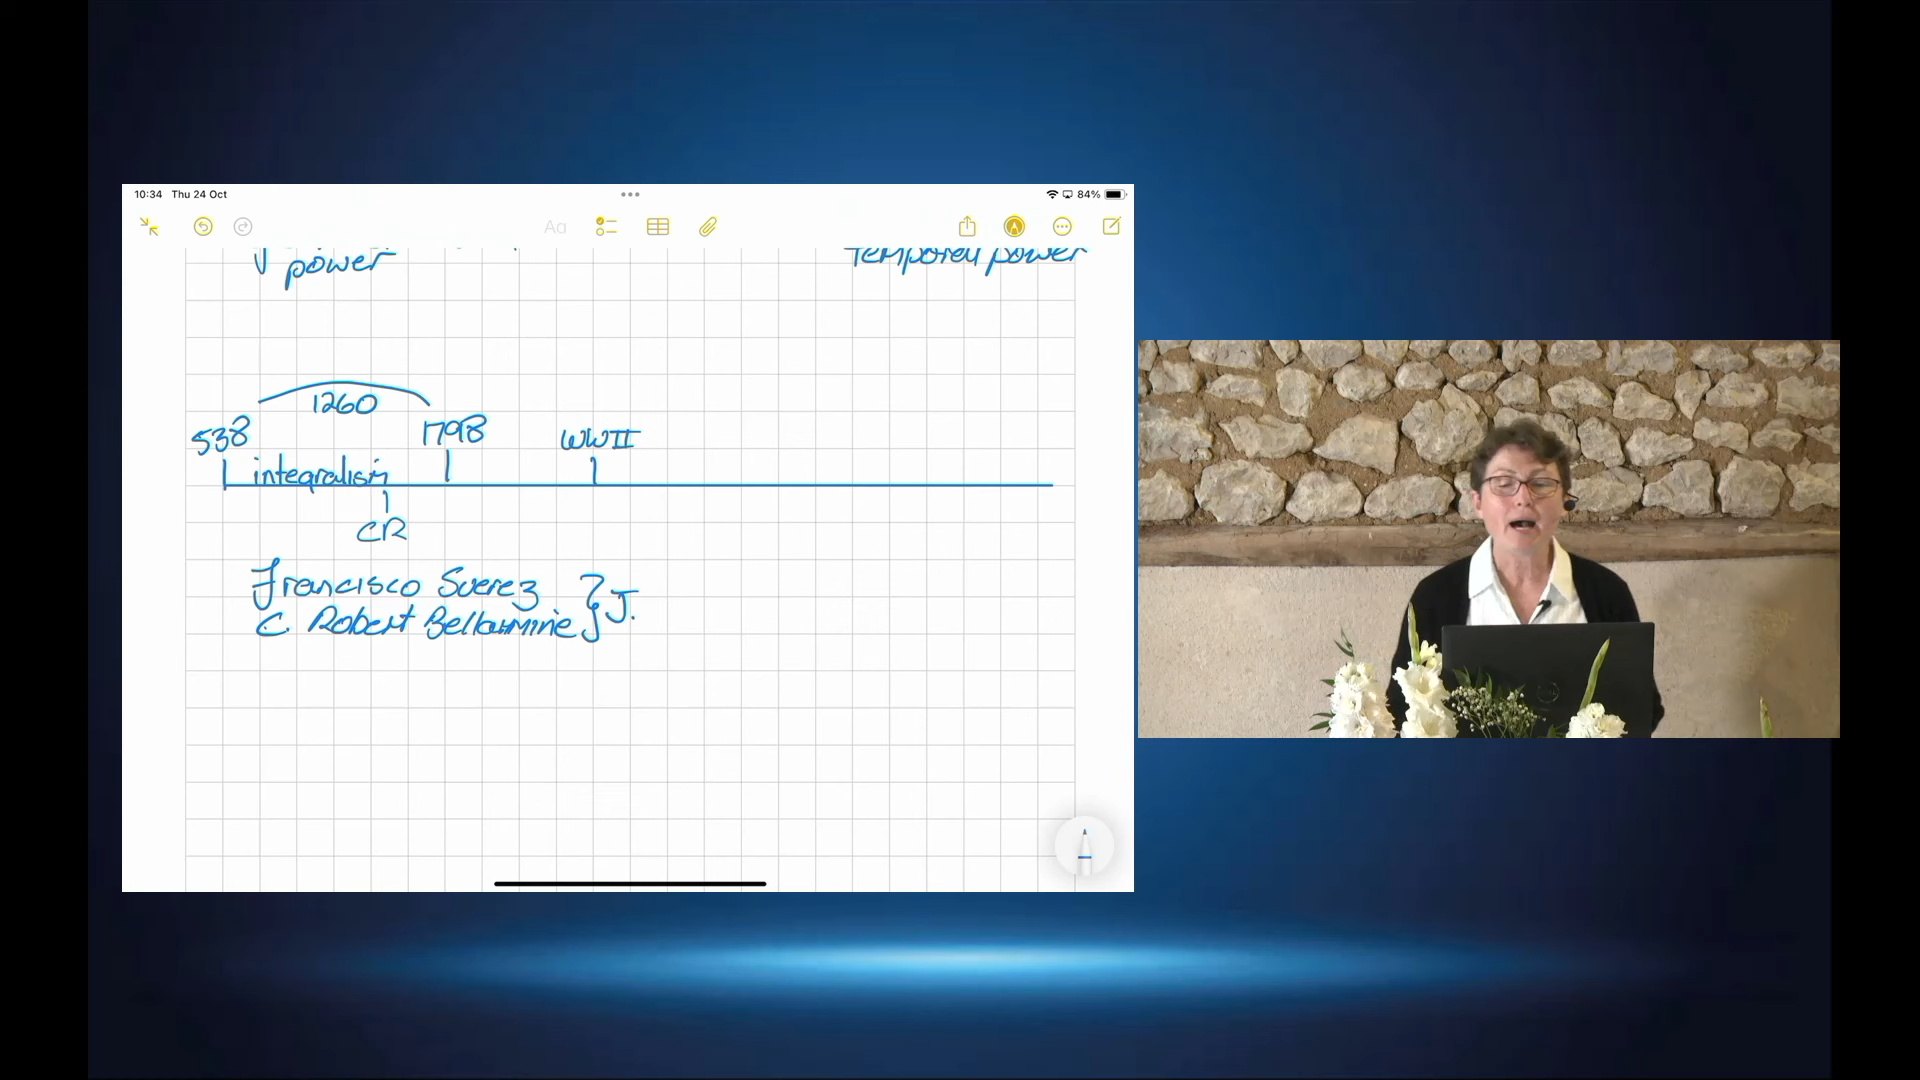 10:34 Thu 24 Oct
84%
Aa
power
temporal power
1260
538
1798
WWII
integralism
CR
Francisco Suerez
C. Robert Bellarmine } J.